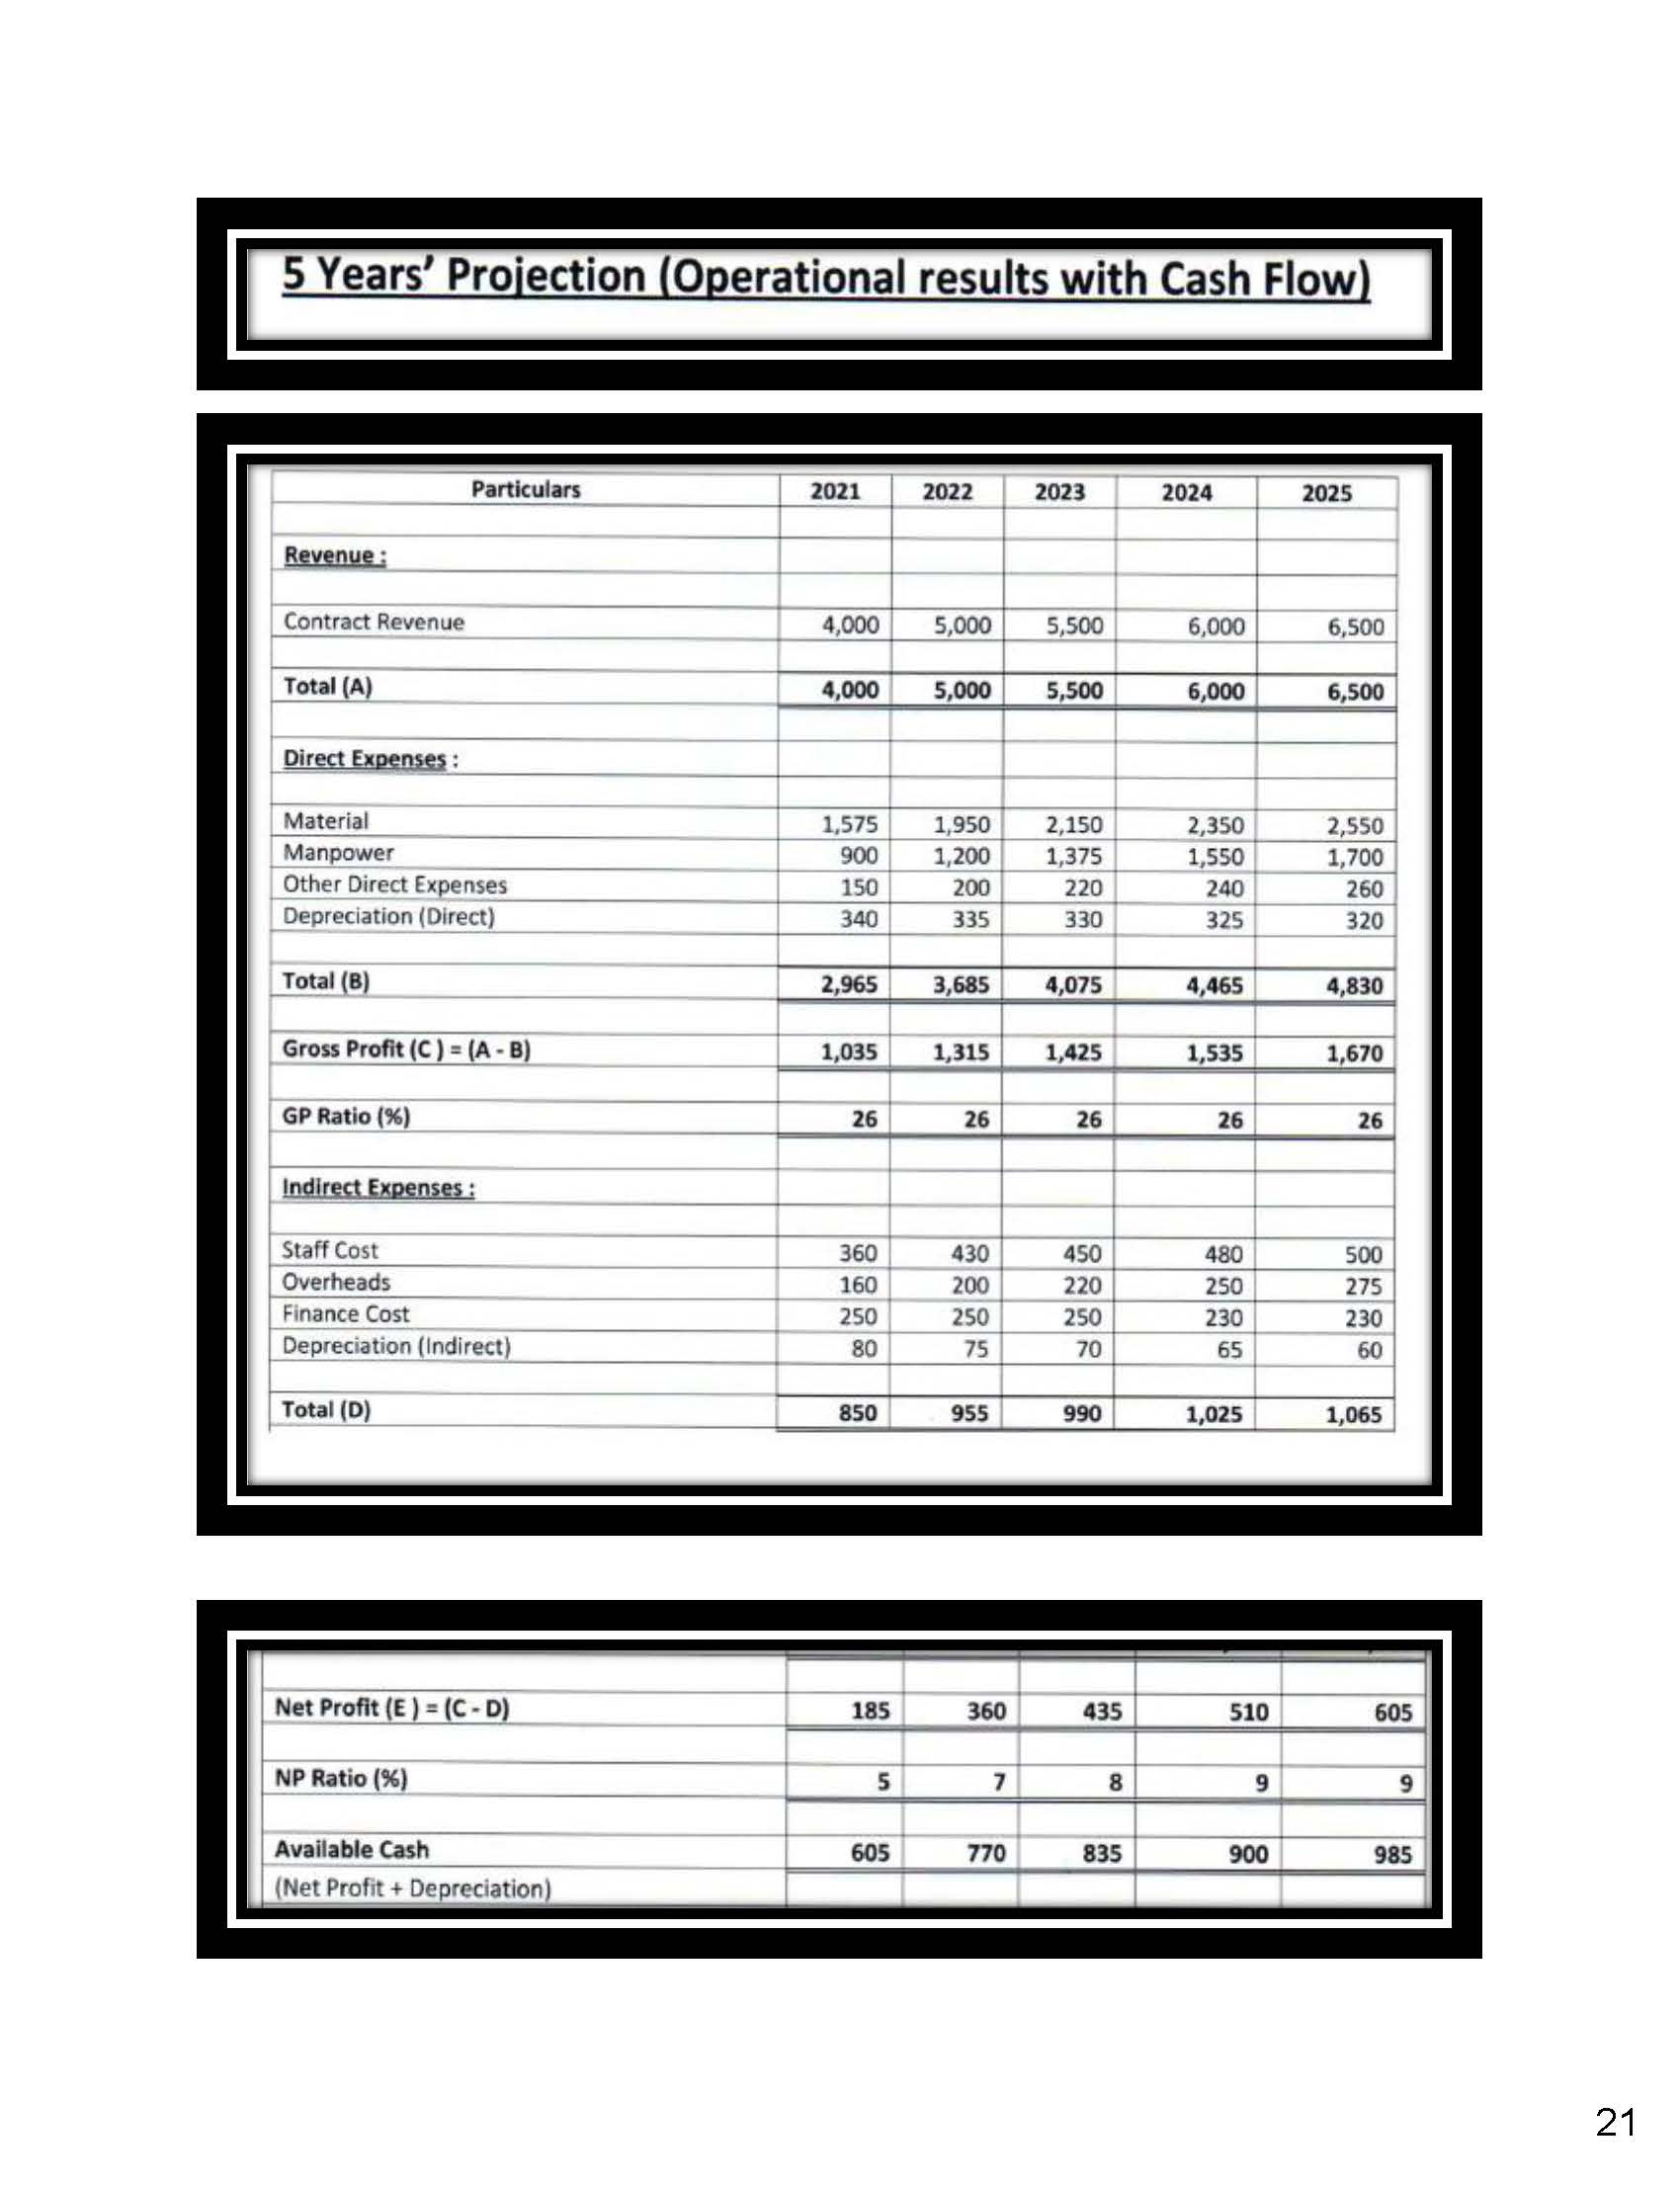 5 Years' Projection (Operational results with Cash Flow)
Particulars 2021 2022 2023 2024 2025
Revenue :
Contract Revenue 4,000 5,000 5,500 6,000 6,500
Total (A) 4,000 5,000 5,500 6,000 6,500
Direct Expenses :
Material 1,575 1,950 2,150 2,350 2,550
Manpower 900 1,200 1,375 1,550 1,700
Other Direct Expenses 150 200 220 240 260
Depreciation (Direct) 340 335 330 325 320
Total (B) 2,965 3,685 4,075 4,465 4,830
Gross Profit (C ) = (A - B) 1,035 1,315 1,425 1,535 1,670
GP Ratio (%) 26 26 26 26 26
Indirect Expenses :
Staff Cost 360 430 450 480 500
Overheads 160 200 220 250 275
Finance Cost 250 250 250 230 230
Depreciation (Indirect) 80 75 70 65 60
Total (D) 850 955 990 1,025 1,065
Net Profit (E ) = (C - D) 185 360 435 510 605
NP Ratio (%) 5 7 8 9 9
Available Cash 605 770 835 900 985
(Net Profit + Depreciation)
21